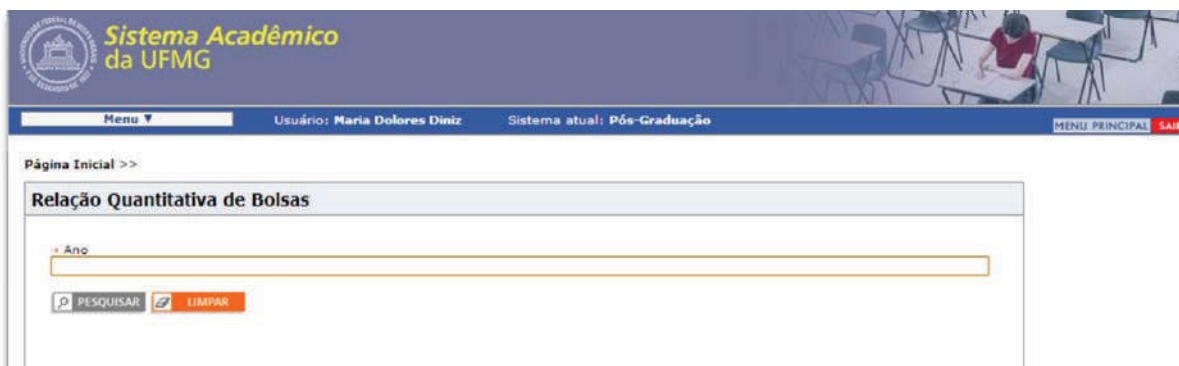 Sistema Acadêmico
da UFMG
Menu ▼
Usuário: Maria Dolores Diniz
Sistema atual: Pós-Graduação
MENU PRINCIPAL
SAIR
Página Inicial >>
Relação Quantitativa de Bolsas
Ano
PESQUISAR
LIMPAR